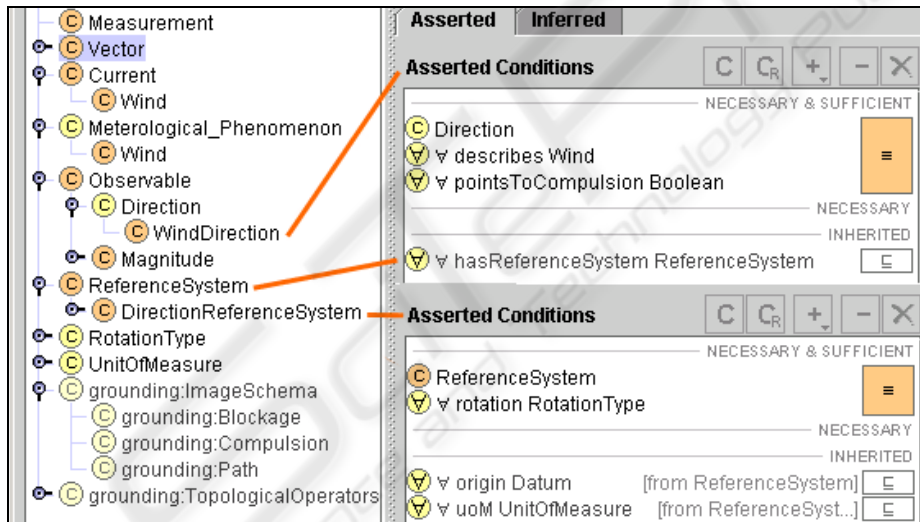 Measurement
Vector
Current
Wind
Meterological_Phenomenon
Wind
Observable
Direction
WindDirection
Magnitude
ReferenceSystem
DirectionReferenceSystem
RotationType
UnitOfMeasure
grounding:ImageSchema
grounding:Blockage
grounding:Compulsion
grounding:Path
grounding:TopologicalOperators
Asserted Inferred
Asserted Conditions
NECESSARY & SUFFICIENT
Direction
∀ describes Wind
∀ pointsToCompulsion Boolean
NECESSARY
INHERITED
∀ hasReferenceSystem ReferenceSystem
Asserted Conditions
NECESSARY & SUFFICIENT
ReferenceSystem
∀ rotation RotationType
NECESSARY
INHERITED
∀ origin Datum [from ReferenceSystem]
∀ uoM UnitOfMeasure [from ReferenceSyst...]